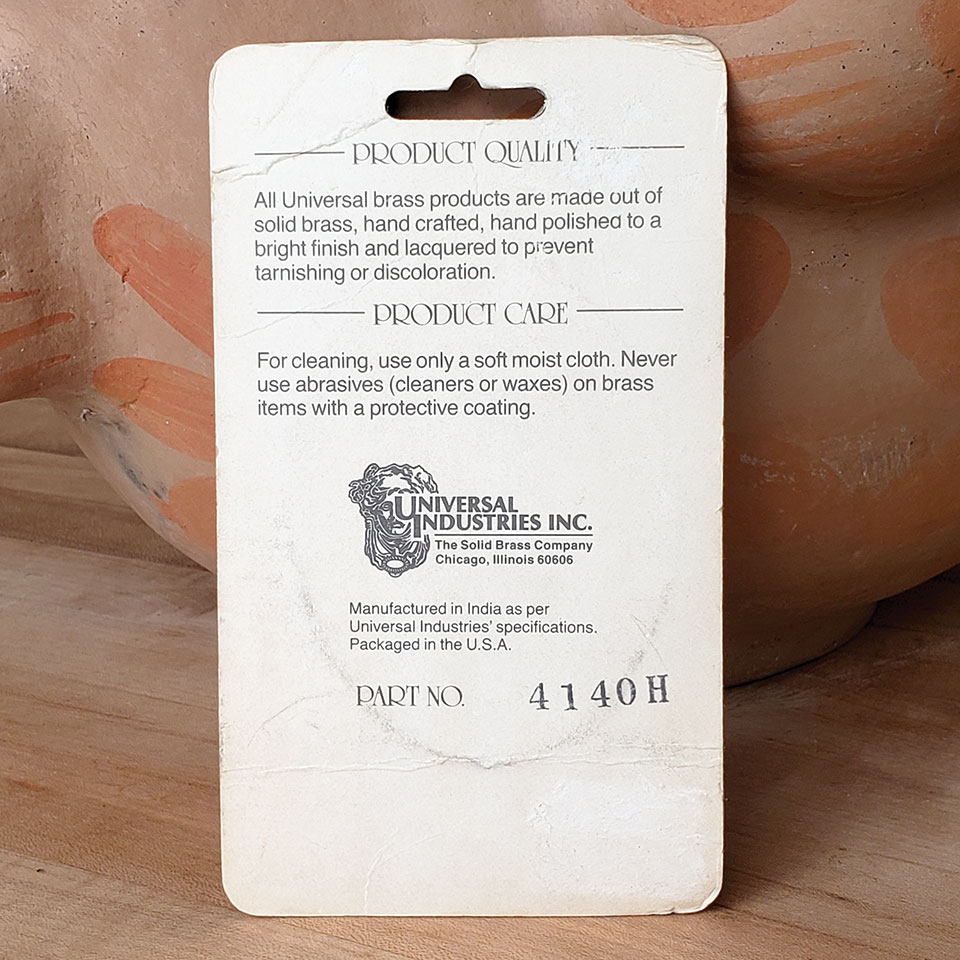 PRODUCT QUALITY
All Universal brass products are made out of
solid brass, hand crafted, hand polished to a
bright finish and lacquered to prevent
tarnishing or discoloration.
PRODUCT CARE
For cleaning, use only a soft moist cloth. Never
use abrasives (cleaners or waxes) on brass
items with a protective coating.
UNIVERSAL
INDUSTRIES INC.
The Solid Brass Company
Chicago, Illinois 60606
Manufactured in India as per
Universal Industries' specifications.
Packaged in the U.S.A.
PART NO. 4140H